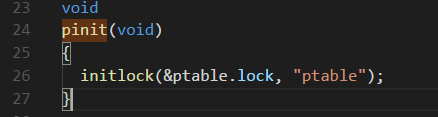 23 void
24 pinit(void)
25 {
26 initlock(&ptable.lock, "ptable");
27 }